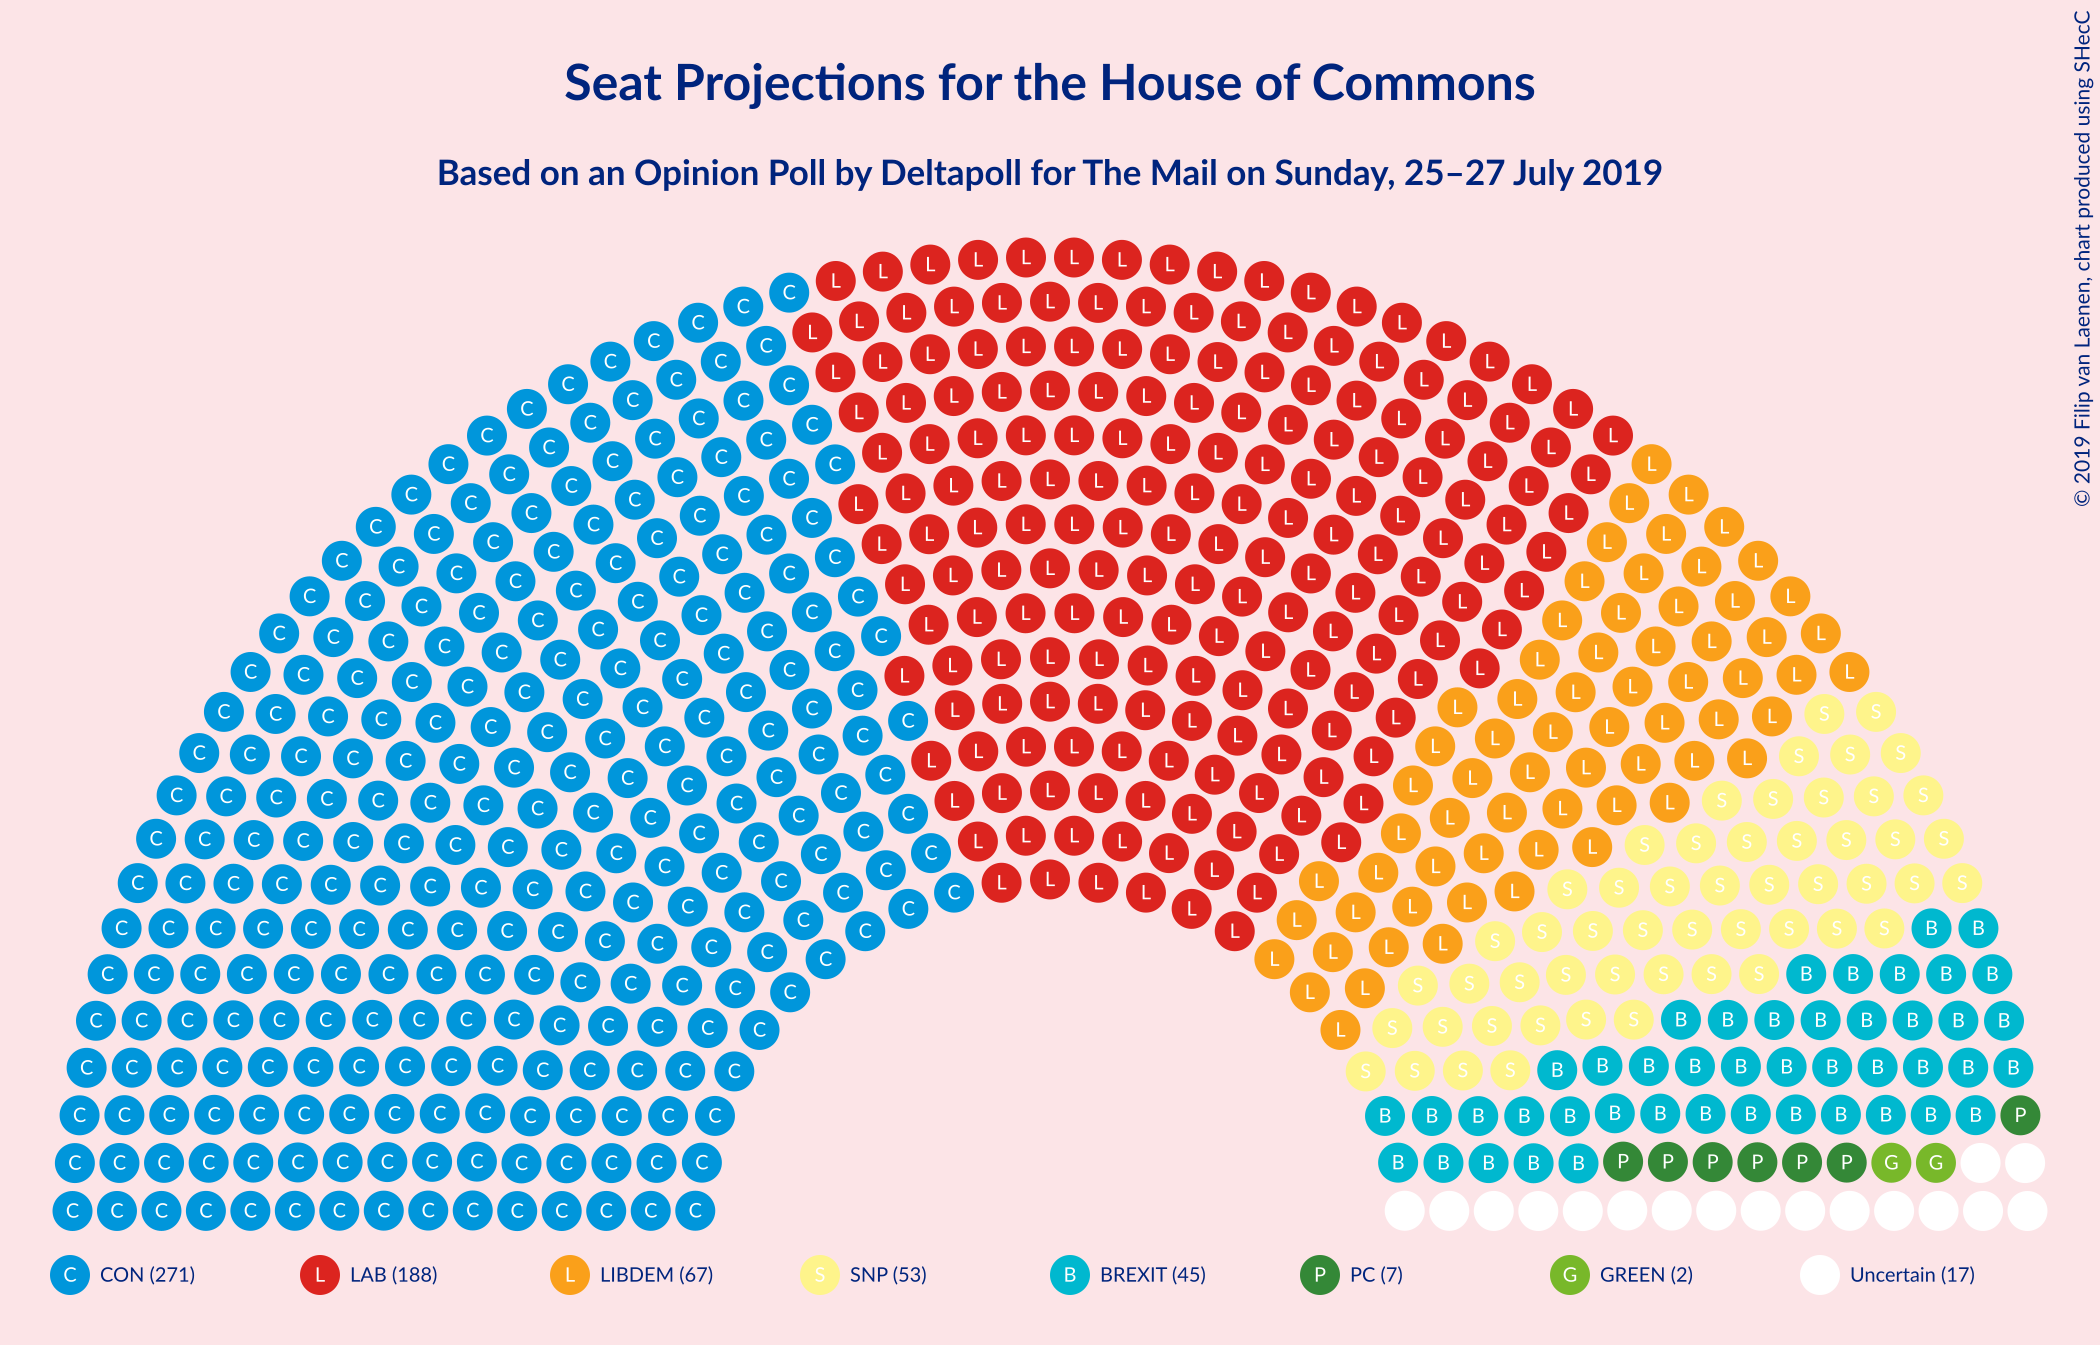 Seat Projections for the House of Commons
Based on an Opinion Poll by Deltapoll for The Mail on Sunday, 25–27 July 2019
© 2019 Filip van Laenen, chart produced using SHecC
C CON (271)
L LAB (188)
L LIBDEM (67)
S SNP (53)
B BREXIT (45)
P PC (7)
G GREEN (2)
Uncertain (17)